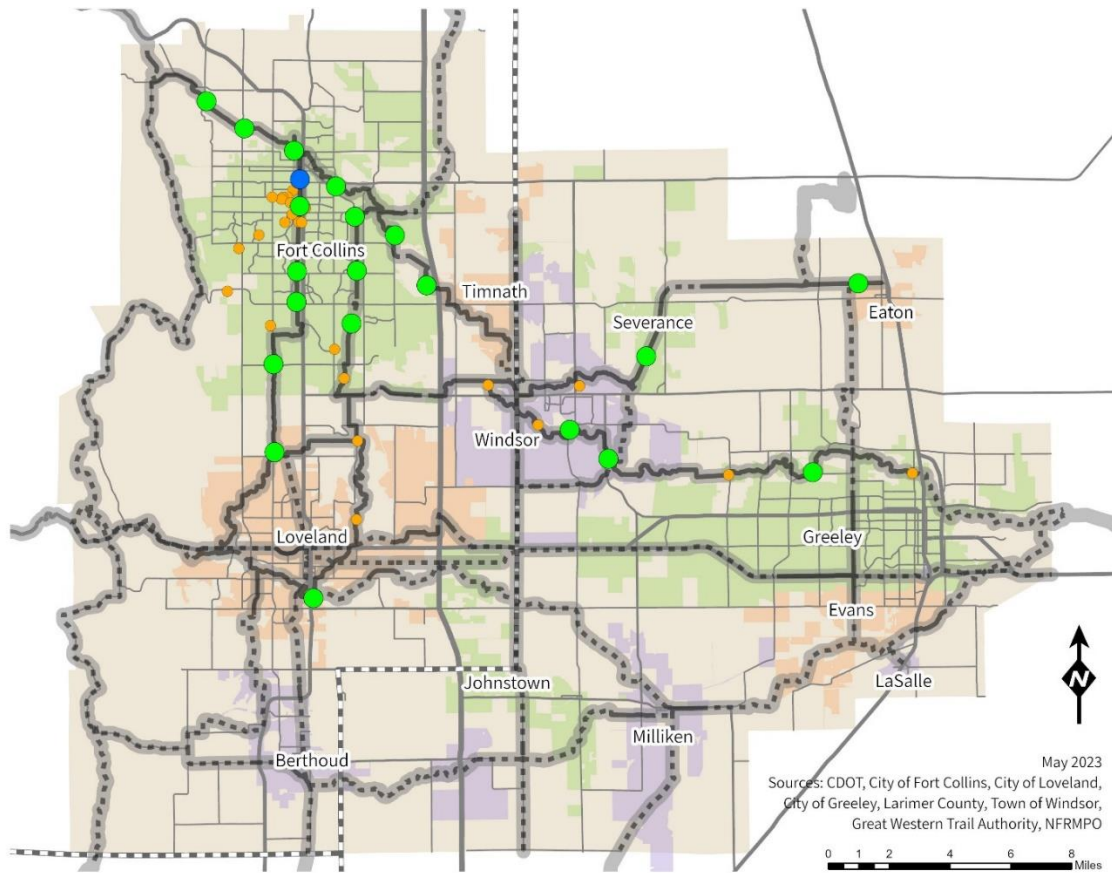 Fort Collins
Timnath
Eaton
Severance
Windsor
Loveland
Greeley
Evans
LaSalle
Johnstown
Milliken
Berthoud
N
May 2023
Sources: CDOT, City of Fort Collins, City of Loveland,
City of Greeley, Larimer County, Town of Windsor,
Great Western Trail Authority, NFRMPO
0 1 2 4 6 8
Miles